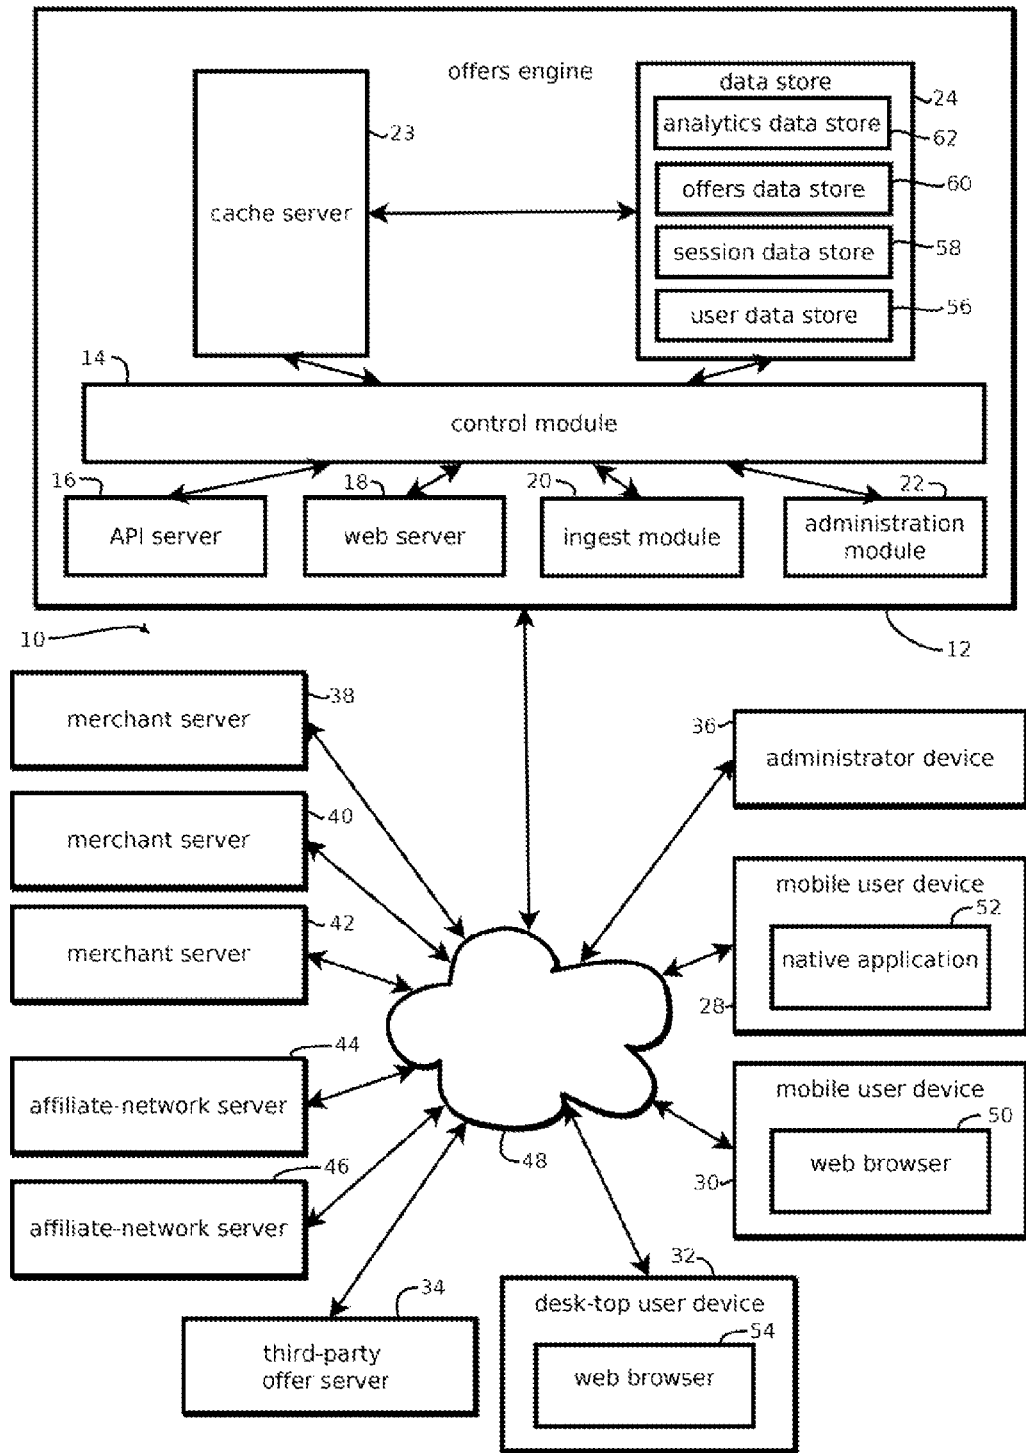 offers engine
data store
24
analytics data store
62
23
offers data store
60
cache server
session data store
58
user data store
56
14
control module
16
18
20
22
API server
web server
ingest module
administration
module
10
12
38
merchant server
36
administrator device
40
merchant server
mobile user device
52
42
merchant server
native application
28
44
affiliate-network server
mobile user device
50
48
web browser
46
30
affiliate-network server
32
34
desk-top user device
third-party
offer server
54
web browser